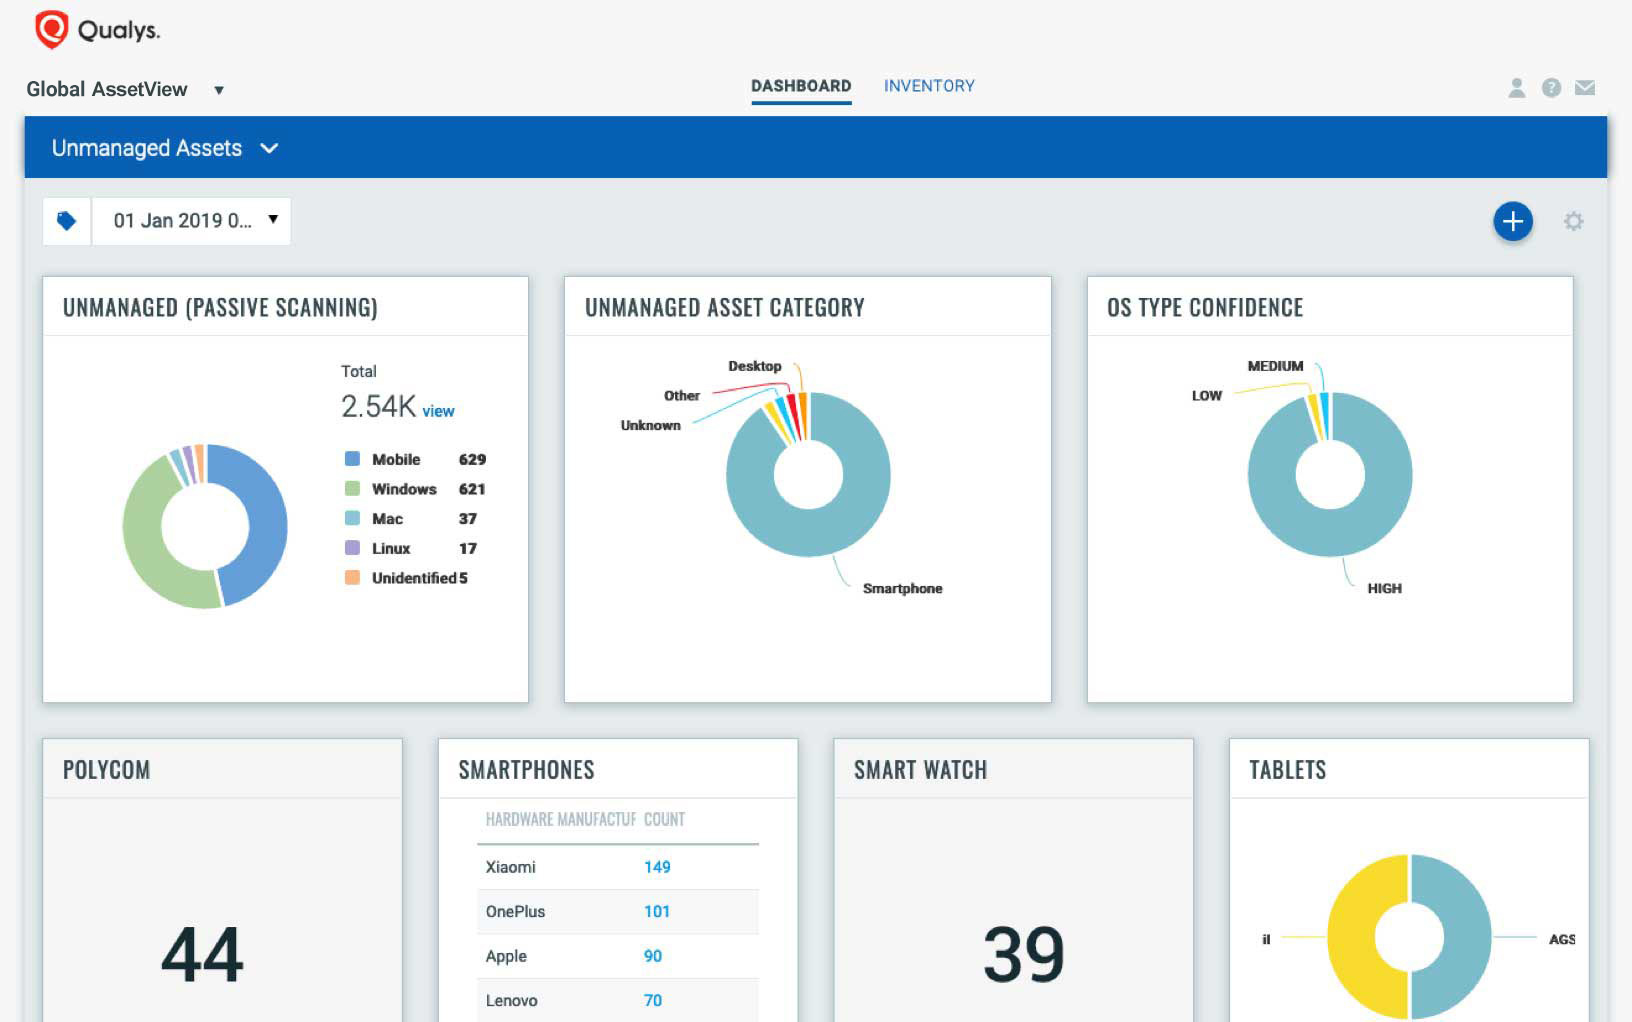 Qualys.
Global AssetView
DASHBOARD
INVENTORY
Unmanaged Assets
01 Jan 2019 0...
UNMANAGED (PASSIVE SCANNING)
Total
2.54K view
Mobile 629
Windows 621
Mac 37
Linux 17
Unidentified 5
UNMANAGED ASSET CATEGORY
Desktop
Other
Unknown
Smartphone
OS TYPE CONFIDENCE
MEDIUM
LOW
HIGH
POLYCOM
44
SMARTPHONES
HARDWARE MANUFACTUF COUNT
Xiaomi 149
OnePlus 101
Apple 90
Lenovo 70
SMART WATCH
39
TABLETS
il
AGS